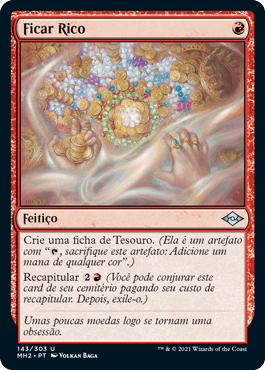 Ficar Rico
Feitiço
Crie uma ficha de Tesouro. (Ela é um artefato
com “, sacrifique este artefato: Adicione um
mana de qualquer cor”.)
Recapitular 2 (Você pode conjurar este
card de seu cemitério pagando seu custo de
recapitular. Depois, exile-o.)
Umas poucas moedas logo se tornam uma
obsessão.
143/303 U
MH2 • PT Volkan Baga
™ & © 2021 Wizards of the Coast